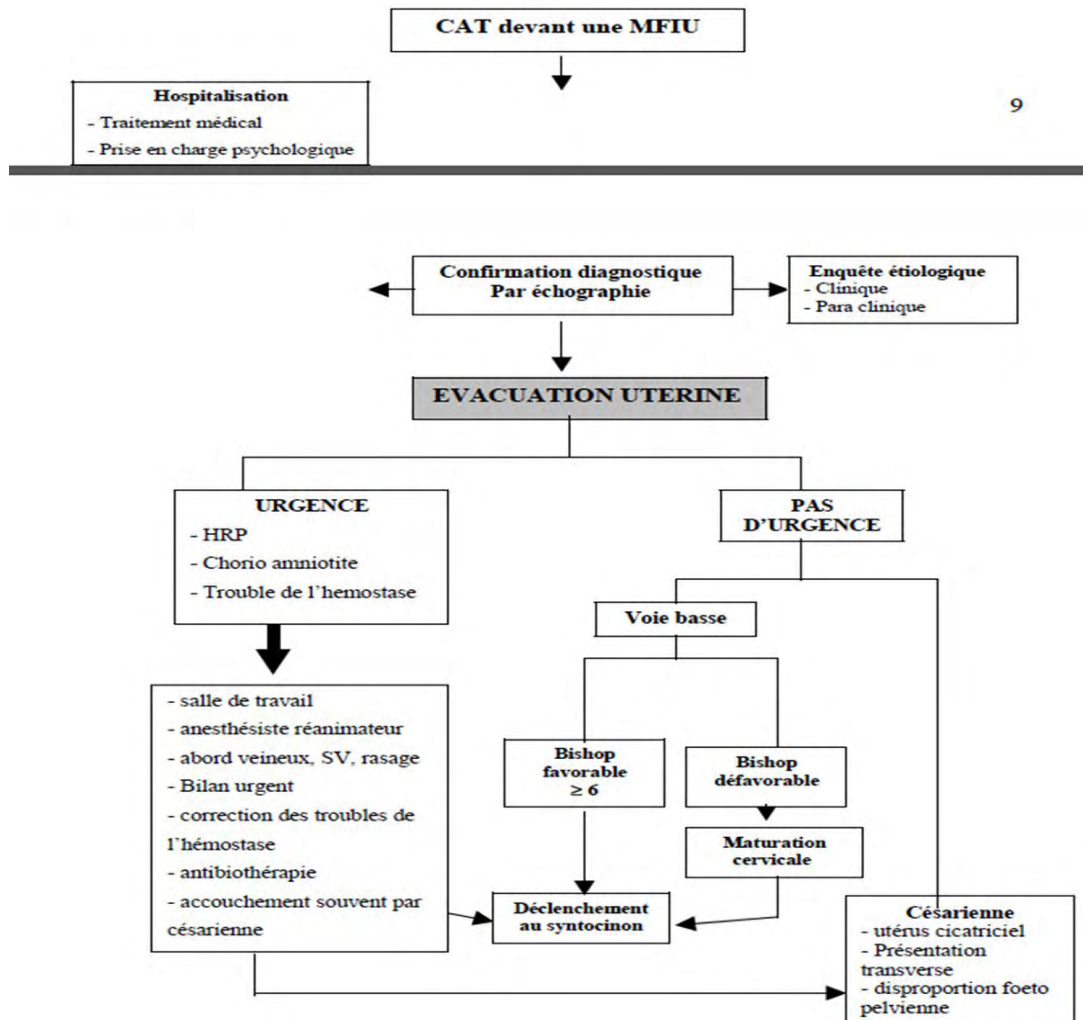 CAT devant une MFIU
Hospitalisation
- Traitement médical
- Prise en charge psychologique
9
Confirmation diagnostique
Par échographie
Enquête étiologique
- Clinique
- Para clinique
EVACUATION UTERINE
URGENCE
- HRP
- Chorio amniotite
- Trouble de l'hemostase
PAS
D'URGENCE
Voie basse
- salle de travail
- anesthésiste réanimateur
- abord veineux, SV, rasage
- Bilan urgent
- correction des troubles de
l'hémostase
- antibiothérapie
- accouchement souvent par
césarienne
Bishop
favorable
≥ 6
Bishop
défavorable
Maturation
cervicale
Déclenchement
au syntocinon
Césarienne
- utérus cicatriciel
- Présentation
transverse
- disproportion foeto
pelvienne